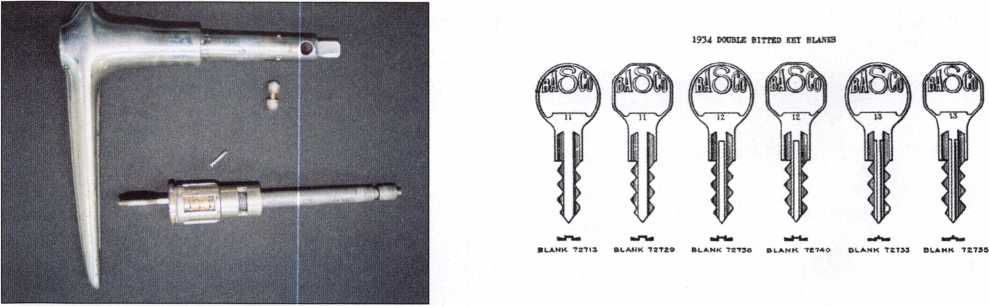 1934 DOUBLE BITTED KEY BLANKS
BASCO BASCO BASCO BASCO BASCO BASCO
11 11 12 12 13 13
BLANK 72713 BLANK 72729 BLANK 72736 BLANK 72740 BLANK 72733 BLANK 72735